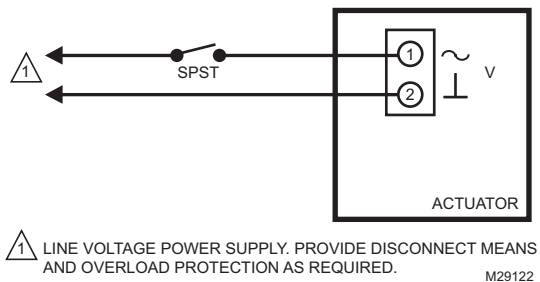 1
SPST
1
2
V
ACTUATOR
1 LINE VOLTAGE POWER SUPPLY. PROVIDE DISCONNECT MEANS
AND OVERLOAD PROTECTION AS REQUIRED.
M29122